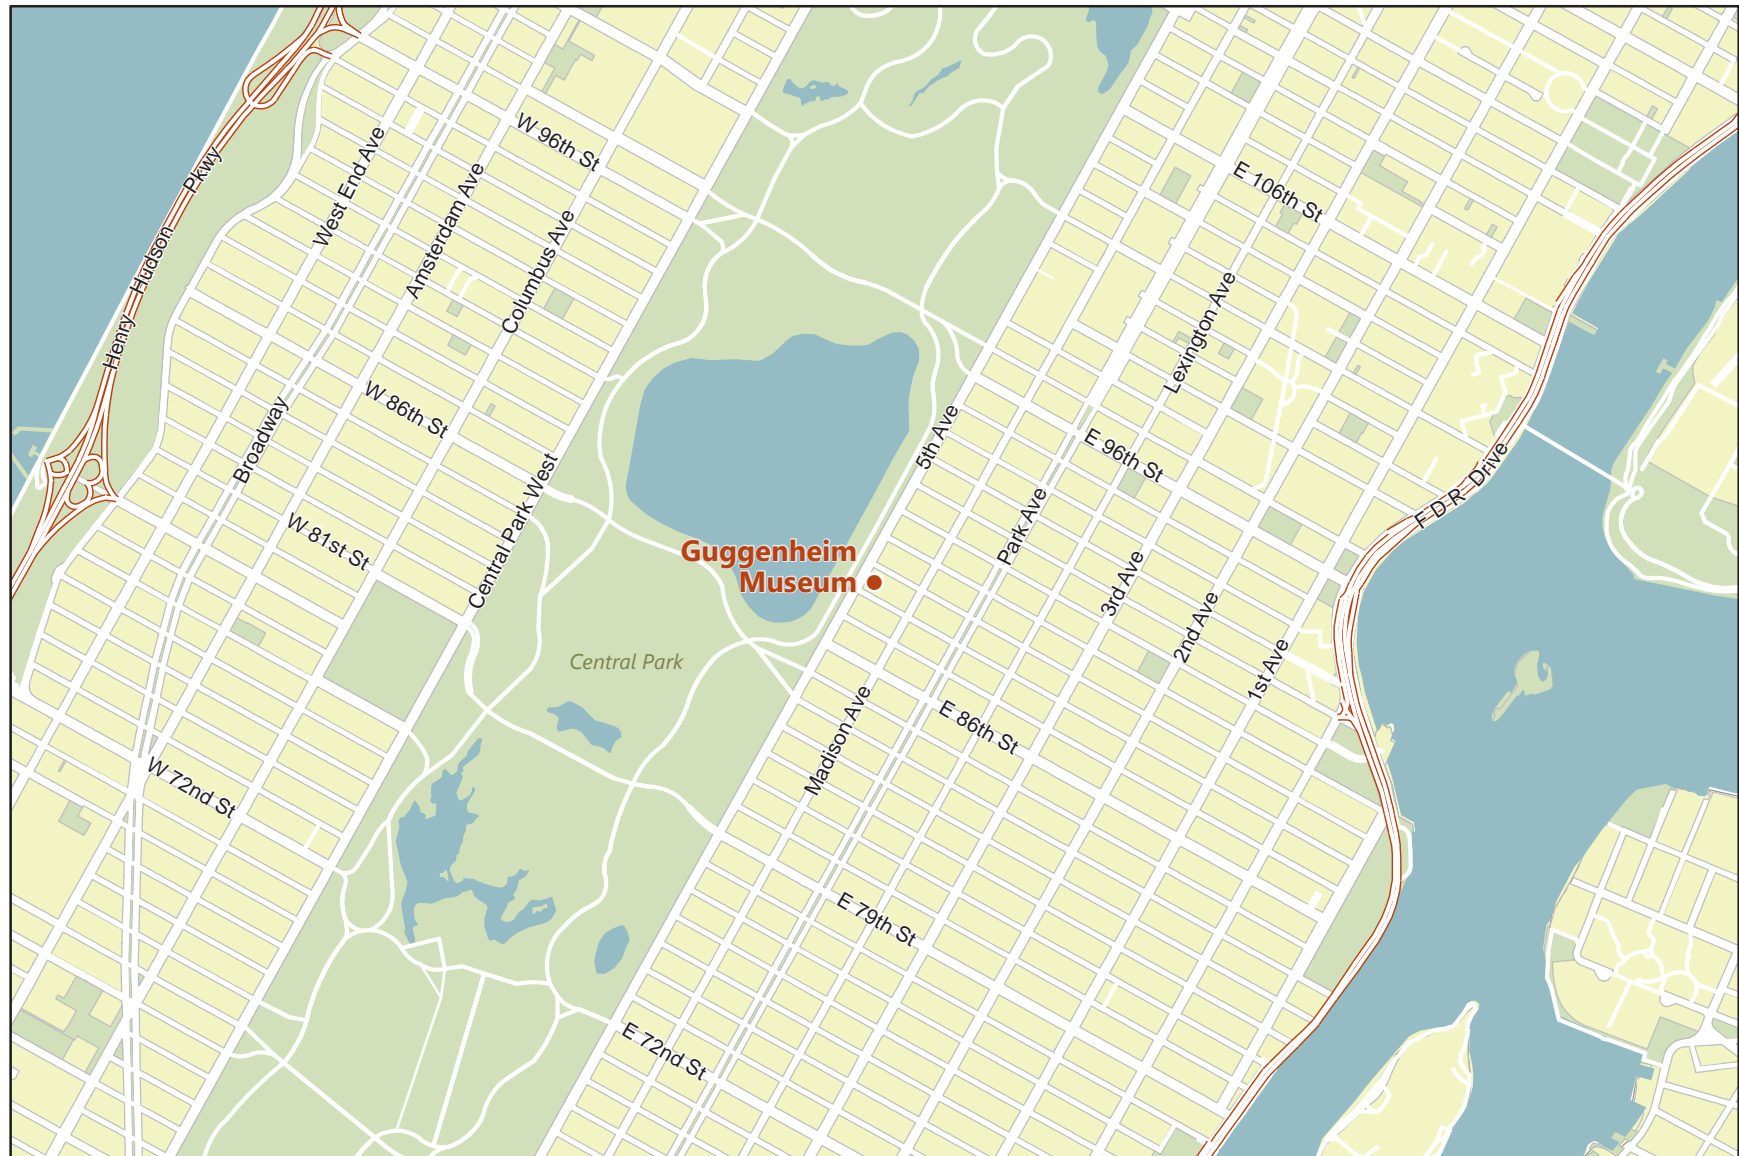 W 96th St
West End Ave
Henry Hudson Pkwy
Amsterdam Ave
Columbus Ave
E 106th St
Lexington Ave
W 86th St
Broadway
5th Ave
E 96th St
Central Park West
W 81st St
Park Ave
F D R Drive
Guggenheim
Museum
3rd Ave
2nd Ave
1st Ave
Central Park
Madison Ave
E 86th St
W 72nd St
E 79th St
E 72nd St